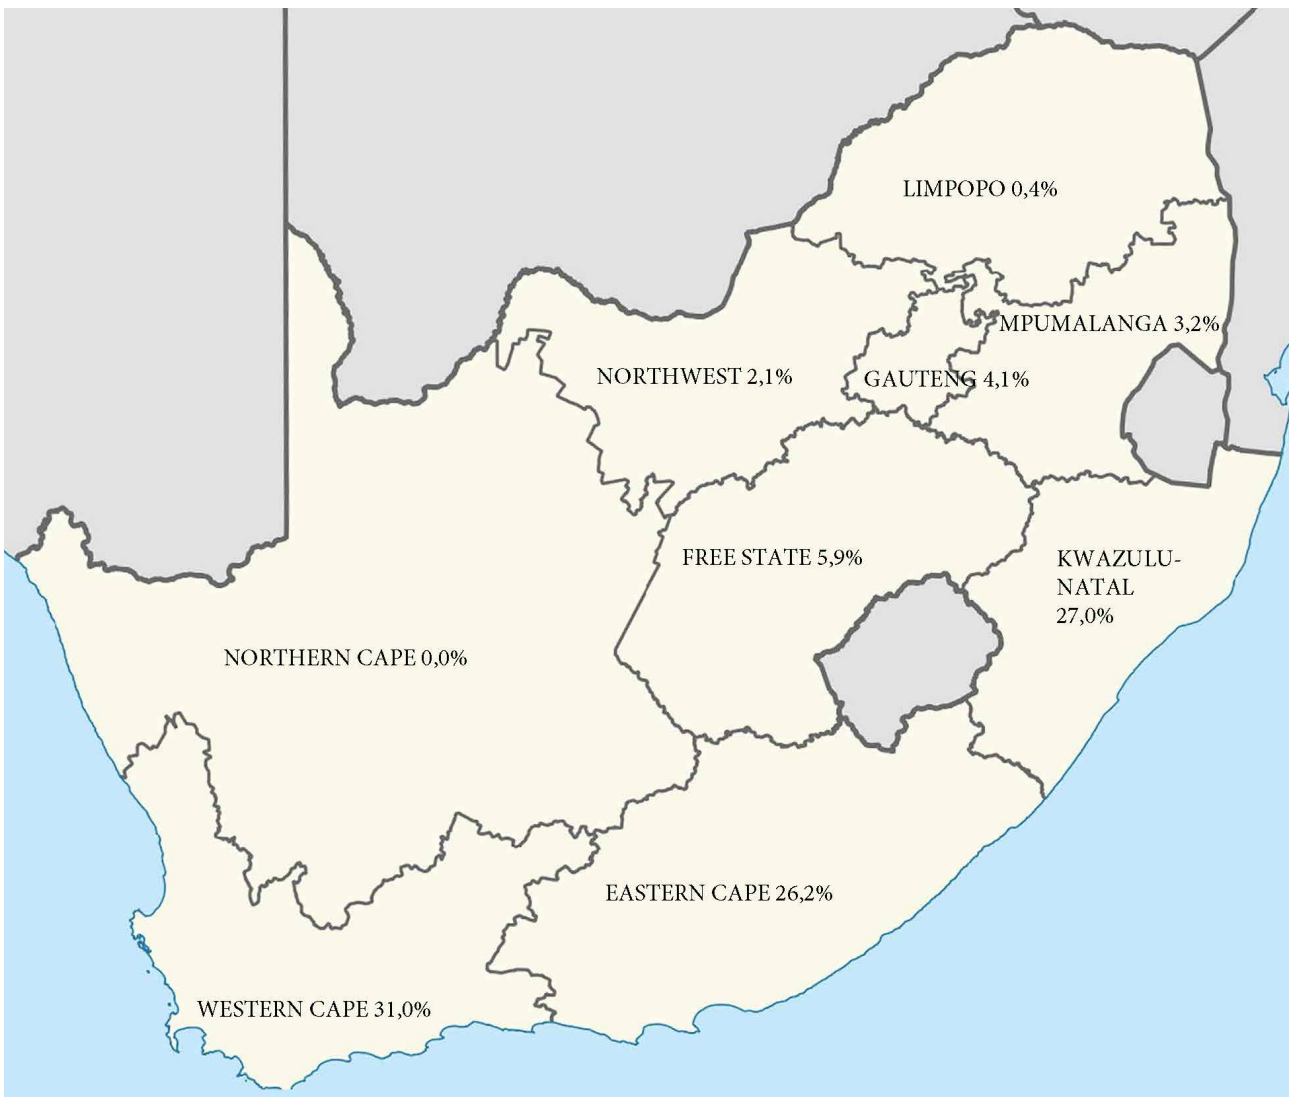 LIMPOPO 0,4%
MPUMALANGA 3,2%
NORTHWEST 2,1%
GAUTENG 4,1%
FREE STATE 5,9%
KWAZULU-
NATAL
27,0%
NORTHERN CAPE 0,0%
EASTERN CAPE 26,2%
WESTERN CAPE 31,0%